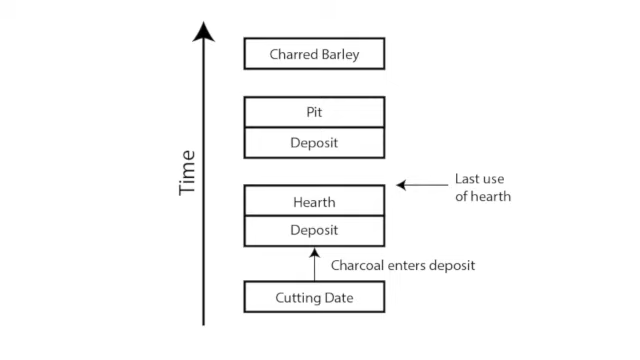 Charred Barley
Pit
Deposit
Time
Last use
of hearth
Hearth
Deposit
Charcoal enters deposit
Cutting Date